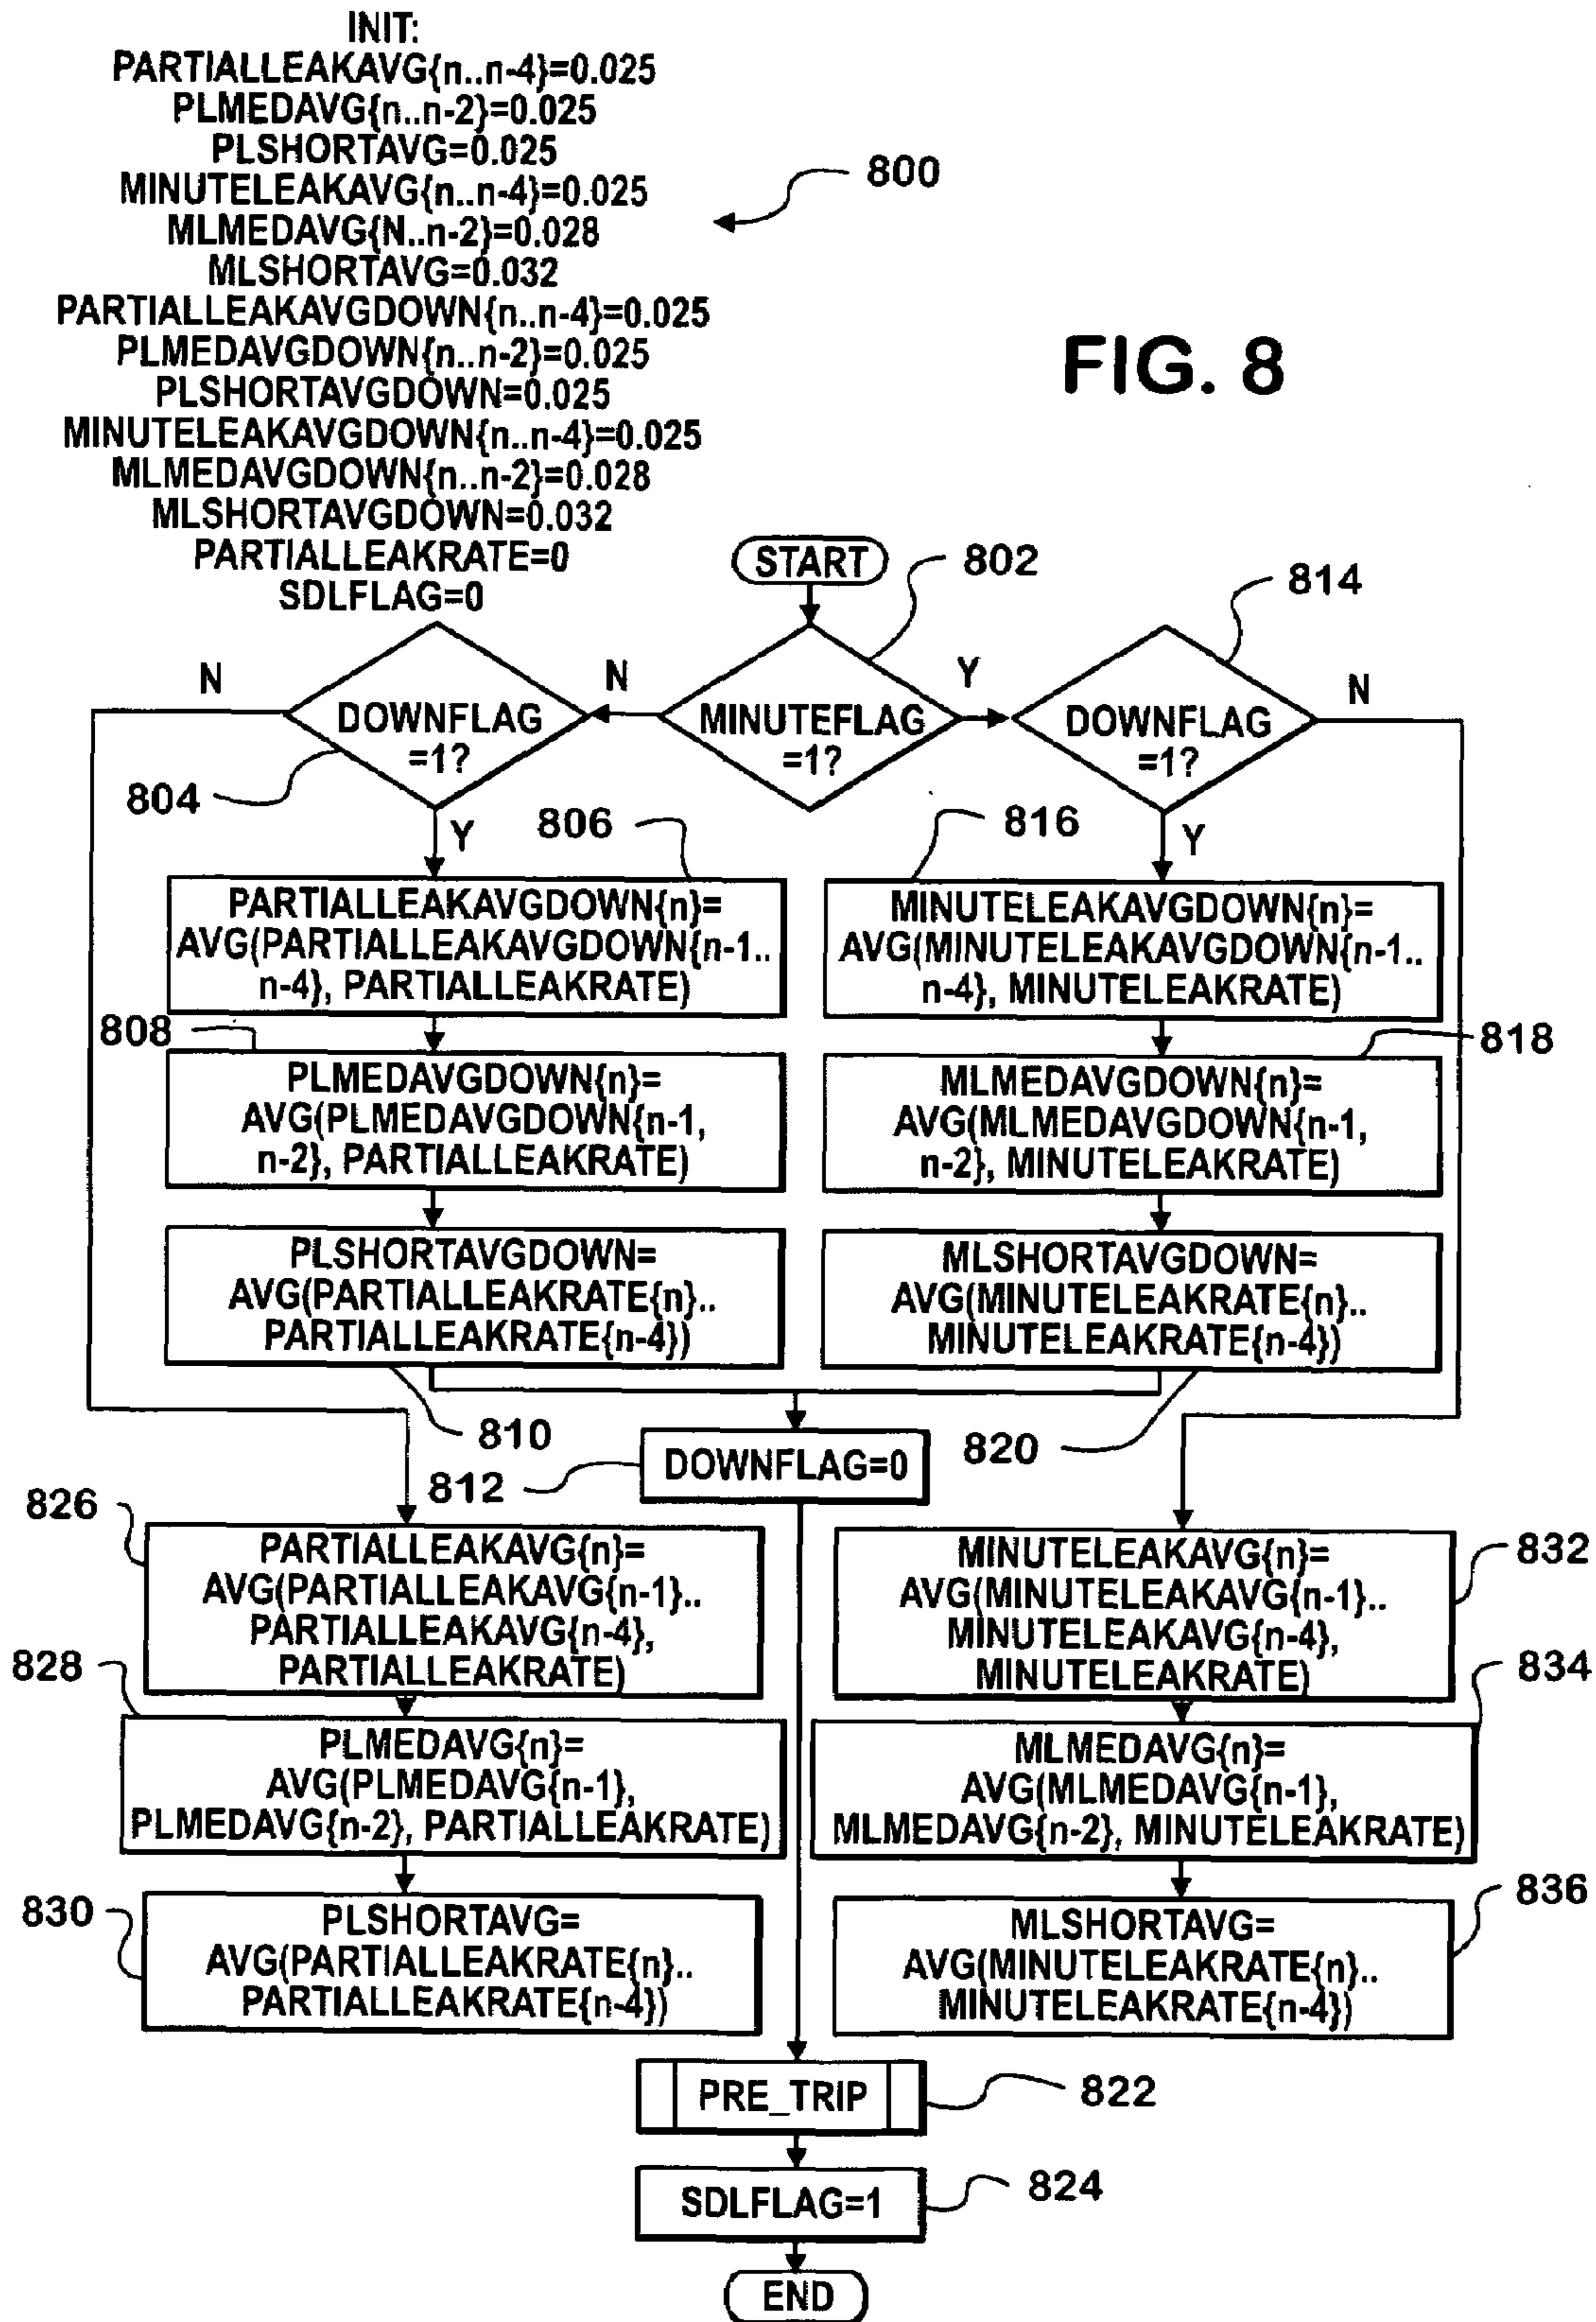 INIT:
PARTIALLEAKAVG{n..n-4}=0.025
PLMEDAVG{n..n-2}=0.025
PLSHORTAVG=0.025
MINUTELEAKAVG{n..n-4}=0.025
MLMEDAVG{N..n-2}=0.028
MLSHORTAVG=0.032
PARTIALLEAKAVGDOWN{n..n-4}=0.025
PLMEDAVGDOWN{n..n-2}=0.025
PLSHORTAVGDOWN=0.025
MINUTELEAKAVGDOWN{n..n-4}=0.025
MLMEDAVGDOWN{n..n-2}=0.028
MLSHORTAVGDOWN=0.032
PARTIALLEAKRATE=0
SDLFLAG=0
800
FIG. 8
START
802
814
N
DOWNFLAG
=1?
804
N
MINUTEFLAG
=1?
Y
DOWNFLAG
=1?
N
Y
806
816
Y
PARTIALLEAKAVGDOWN{n}=
AVG(PARTIALLEAKAVGDOWN{n-1..
n-4}, PARTIALLEAKRATE)
MINUTELEAKAVGDOWN{n}=
AVG(MINUTELEAKAVGDOWN{n-1..
n-4}, MINUTELEAKRATE)
808
818
PLMEDAVGDOWN{n}=
AVG(PLMEDAVGDOWN{n-1,
n-2}, PARTIALLEAKRATE)
MLMEDAVGDOWN{n}=
AVG(MLMEDAVGDOWN{n-1,
n-2}, MINUTELEAKRATE)
PLSHORTAVGDOWN=
AVG(PARTIALLEAKRATE{n}..
PARTIALLEAKRATE{n-4})
MLSHORTAVGDOWN=
AVG(MINUTELEAKRATE{n}..
MINUTELEAKRATE{n-4})
810
820
812
DOWNFLAG=0
826
PARTIALLEAKAVG{n}=
AVG(PARTIALLEAKAVG{n-1}..
PARTIALLEAKAVG{n-4},
PARTIALLEAKRATE)
MINUTELEAKAVG{n}=
AVG(MINUTELEAKAVG{n-1}..
MINUTELEAKAVG{n-4},
MINUTELEAKRATE)
832
828
834
PLMEDAVG{n}=
AVG(PLMEDAVG{n-1},
PLMEDAVG{n-2}, PARTIALLEAKRATE)
MLMEDAVG{n}=
AVG(MLMEDAVG{n-1},
MLMEDAVG{n-2}, MINUTELEAKRATE)
830
PLSHORTAVG=
AVG(PARTIALLEAKRATE{n}..
PARTIALLEAKRATE{n-4})
MLSHORTAVG=
AVG(MINUTELEAKRATE{n}..
MINUTELEAKRATE{n-4})
836
PRE_TRIP
822
SDLFLAG=1
824
END